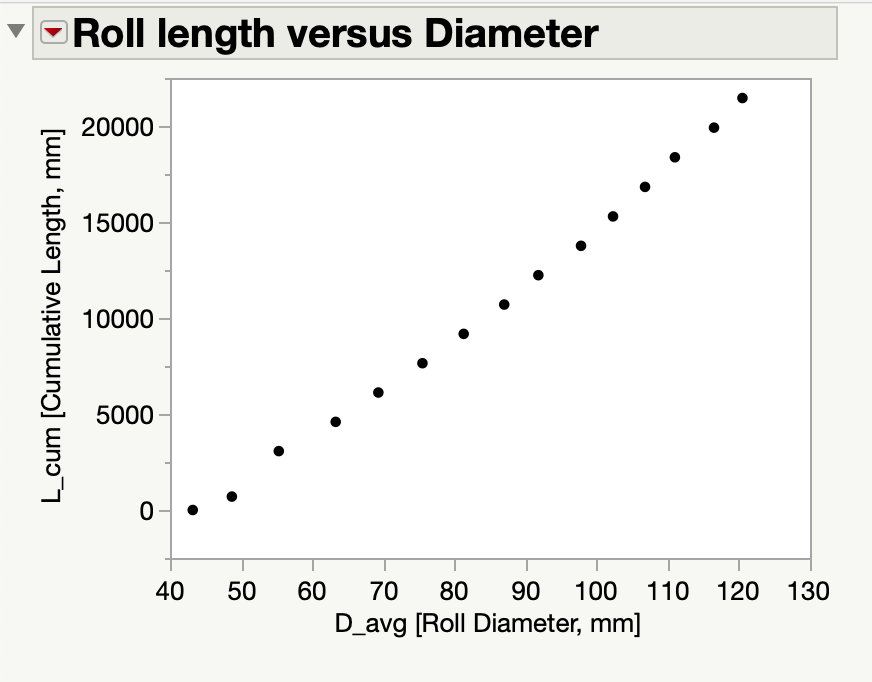 Roll length versus Diameter
20000
15000
10000
5000
0
L_cum [Cumulative Length, mm]
40 50 60 70 80 90 100 110 120 130
D_avg [Roll Diameter, mm]